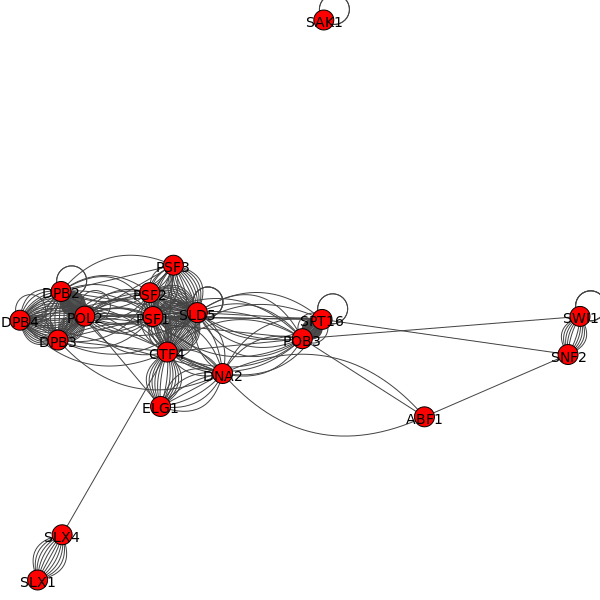 SAK1
PSF3
DPB2
PSF2
DPB4
POL2
PSF1
SLD5
SPT16
SWI1
DPB3
POB3
CTF4
SNF2
DNA2
ELG1
ABF1
SLX4
SLX1